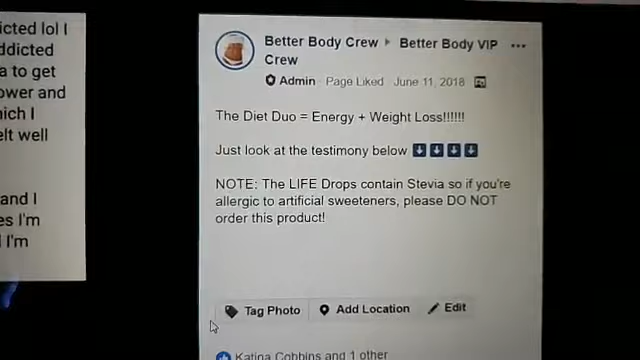 icted lol I
ddicted
a to get
ower and
hich I
elt well
and I
es I'm
I'm
Better Body Crew ▸ Better Body VIP
Crew
Admin · Page Liked · June 11, 2018
The Diet Duo = Energy + Weight Loss!!!!!!
Just look at the testimony below ⬇⬇⬇⬇
NOTE: The LIFE Drops contain Stevia so if you're
allergic to artificial sweeteners, please DO NOT
order this product!
Tag Photo Add Location Edit
Katina Cobbins and 1 other